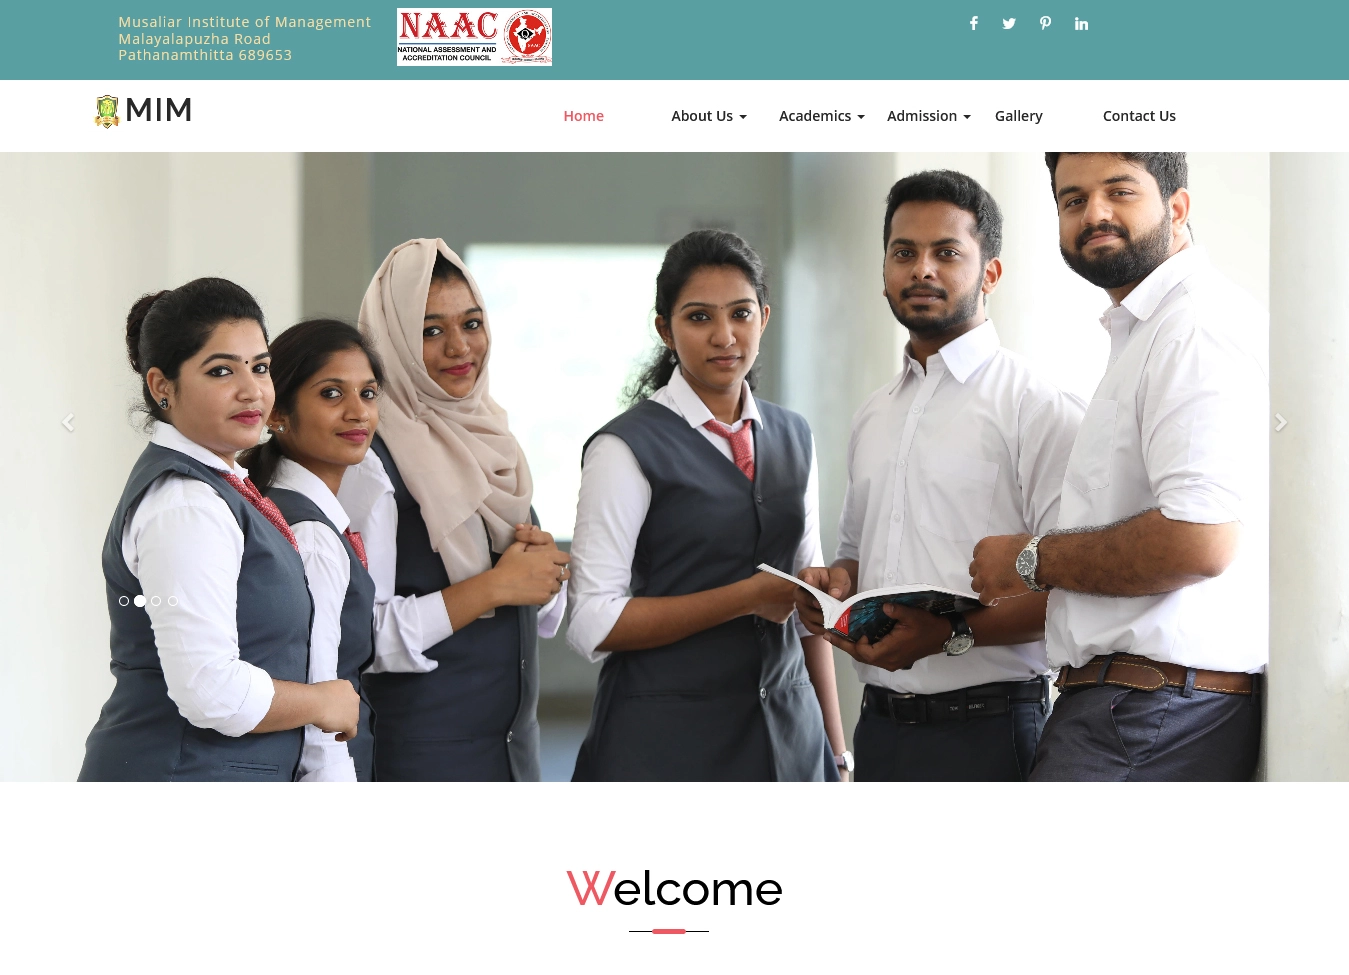 Musaliar Institute of Management
Malayalapuzha Road
Pathanamthitta 689653
NAAC
NATIONAL ASSESSMENT AND
ACCREDITATION COUNCIL
NAAC
MIM
Home
About Us
Academics
Admission
Gallery
Contact Us
Welcome